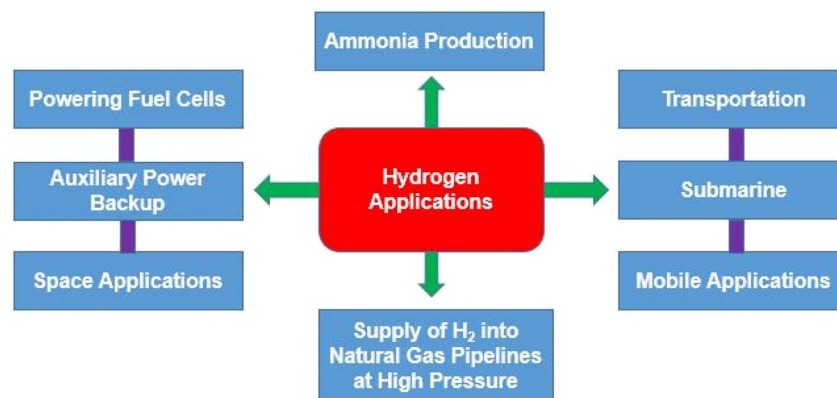 Ammonia Production
Powering Fuel Cells
Auxiliary Power
Backup
Space Applications
Hydrogen
Applications
Transportation
Submarine
Mobile Applications
Supply of H₂ into
Natural Gas Pipelines
at High Pressure